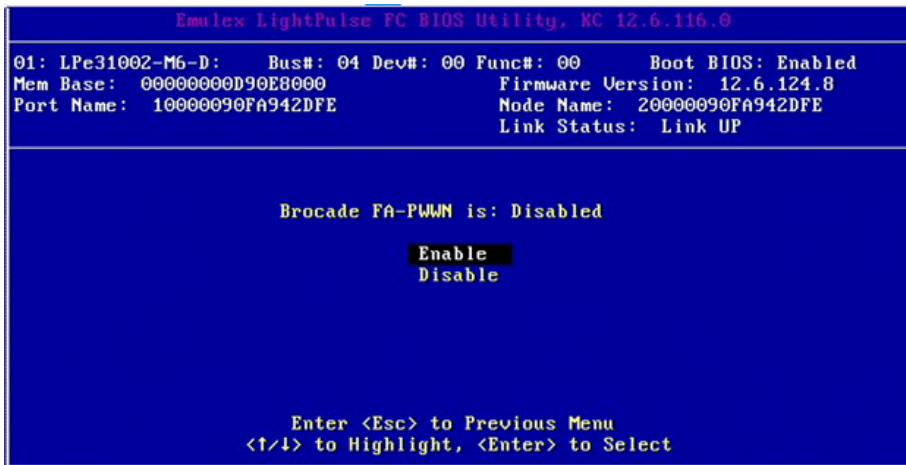 Emulex LightPulse FC BIOS Utility, KC 12.6.116.0
01: LPe31002-M6-D: Bus#: 04 Dev#: 00 Func#: 00 Boot BIOS: Enabled
Mem Base: 00000000D90E8000 Firmware Version: 12.6.124.8
Port Name: 10000090FA942DFE Node Name: 20000090FA942DFE
Link Status: Link UP
Brocade FA-PWWN is: Disabled
Enable
Disable
Enter <Esc> to Previous Menu
<↑/↓> to Highlight, <Enter> to Select